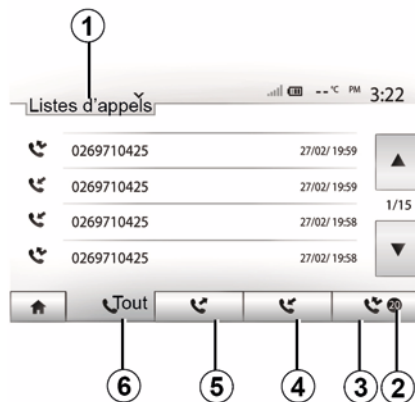 1
--°C PM 3:22
Listes d'appels
0269710425 27/02/ 19:59
0269710425 27/02/ 19:59
0269710425 27/02/ 19:58
0269710425 27/02/ 19:58
1/15
Tout
20
6 5 4 3 2